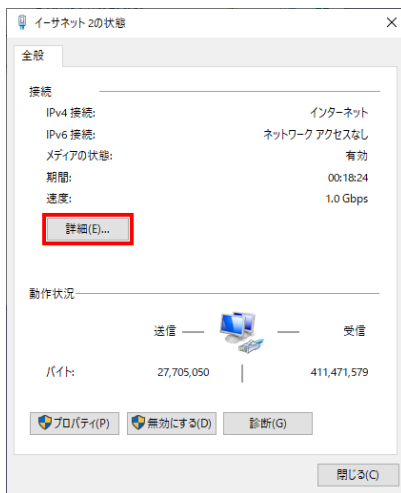 イーサネット 2の状態
全般
接続
IPv4 接続: インターネット
IPv6 接続: ネットワーク アクセスなし
メディアの状態: 有効
期間: 00:18:24
速度: 1.0 Gbps
詳細(E)...
動作状況
送信 受信
バイト: 27,705,050 411,471,579
プロパティ(P) 無効にする(D) 診断(G)
閉じる(C)